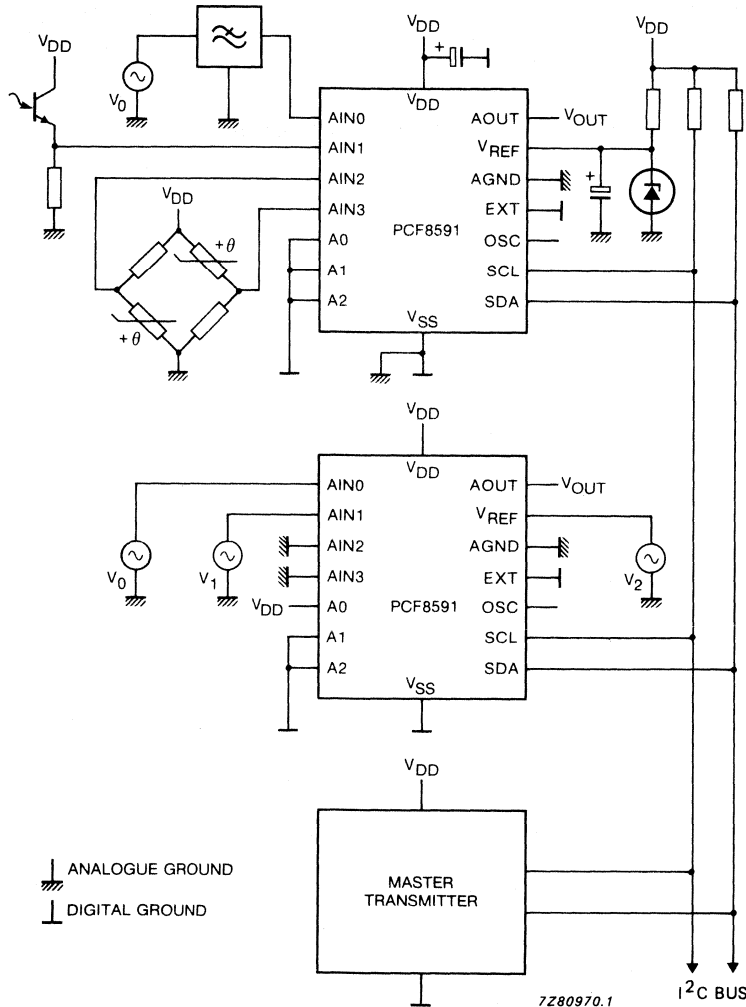 VDD
V0
VDD
VDD
AIN0
AIN1
AIN2
AIN3
A0
A1
A2
PCF8591
AOUT
VREF
AGND
EXT
OSC
SCL
SDA
VSS
VOUT
VDD
VDD
+
+
+θ
+θ
VDD
VDD
AIN0
AIN1
AIN2
AIN3
A0
A1
A2
PCF8591
AOUT
VREF
AGND
EXT
OSC
SCL
SDA
VSS
VOUT
V0
V1
VDD
V2
VDD
MASTER
TRANSMITTER
ANALOGUE GROUND
DIGITAL GROUND
7Z80970.1
I2C BUS